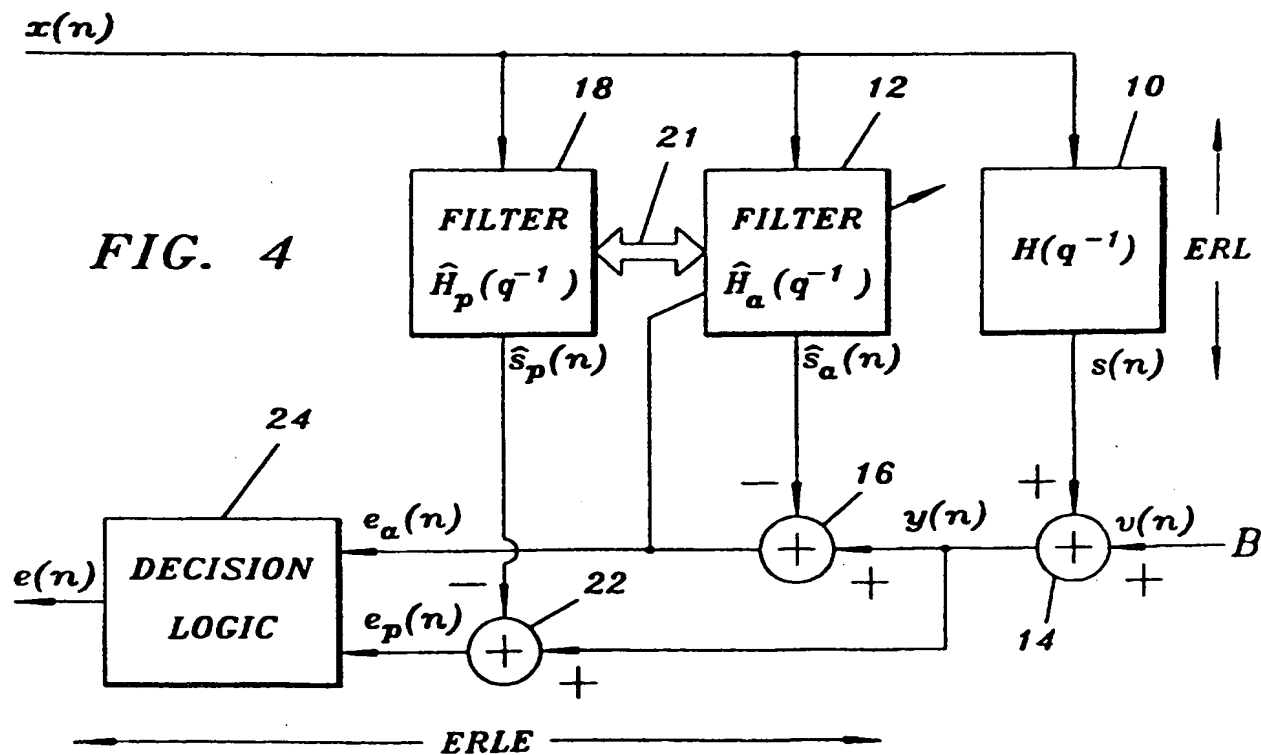 x(n)
18
12
10
21
FILTER
Ĥp(q⁻¹)
FILTER
Ĥa(q⁻¹)
H(q⁻¹)
ERL
FIG. 4
ŝp(n)
ŝa(n)
s(n)
24
−
16
+
ea(n)
y(n)
v(n)
B
+
+
+
+
14
e(n)
DECISION
LOGIC
−
22
ep(n)
+
+
ERLE